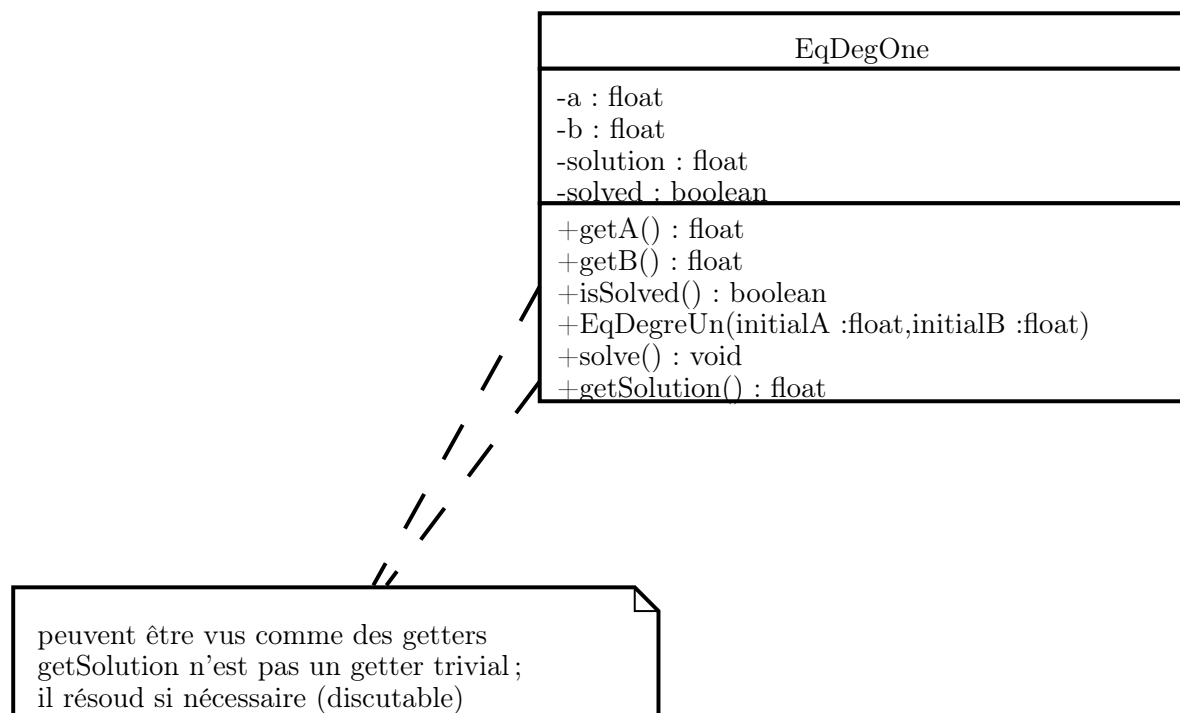 EqDegOne
-a : float
-b : float
-solution : float
-solved : boolean
+getA() : float
+getB() : float
+isSolved() : boolean
+EqDegreUn(initialA :float,initialB :float)
+solve() : void
+getSolution() : float
peuvent être vus comme des getters
getSolution n'est pas un getter trivial ;
il résoud si nécessaire (discutable)